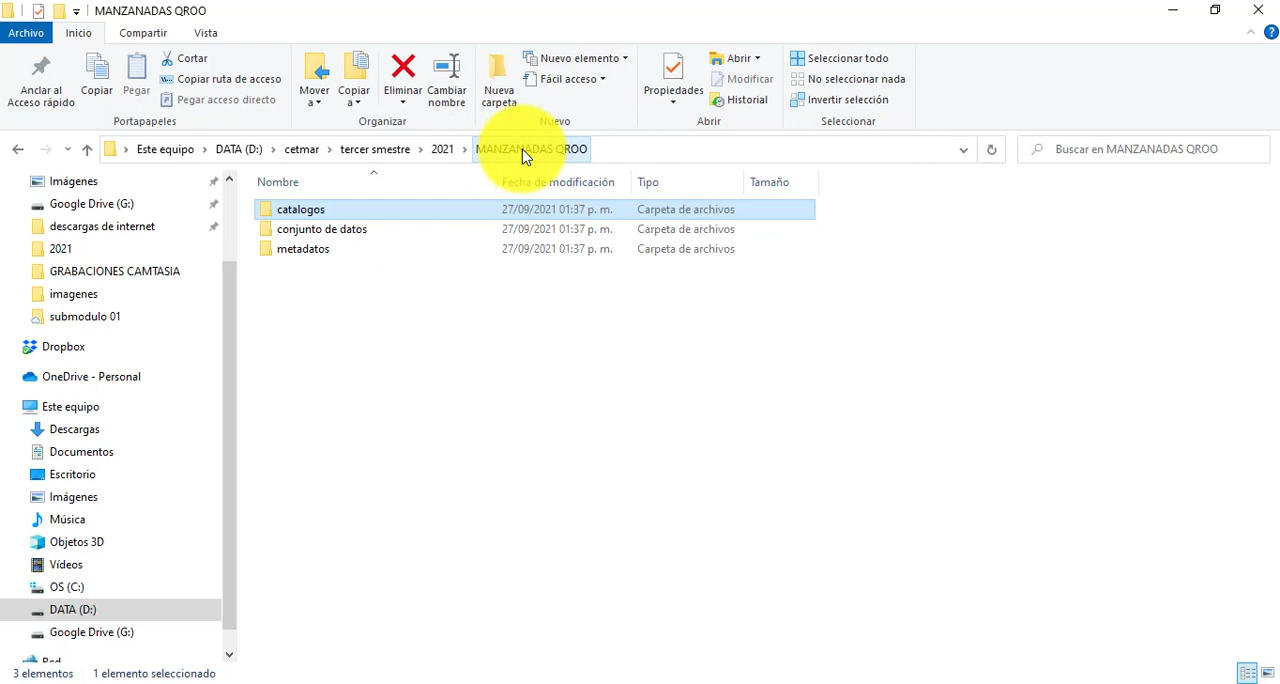 MANZANADAS QROO
Archivo Inicio Compartir Vista
Anclar al Acceso rápido
Copiar
Pegar
Cortar
Copiar ruta de acceso
Pegar acceso directo
Portapapeles
Mover a
Copiar a
Eliminar
Cambiar nombre
Organizar
Nueva carpeta
Nuevo elemento
Fácil acceso
Nuevo
Propiedades
Abrir
Modificar
Historial
Abrir
Seleccionar todo
No seleccionar nada
Invertir selección
Seleccionar
Este equipo > DATA (D:) > cetmar > tercer smestre > 2021 > MANZANADAS QROO
Buscar en MANZANADAS QROO
Nombre Fecha de modificación Tipo Tamaño
catalogos 27/09/2021 01:37 p. m. Carpeta de archivos
conjunto de datos 27/09/2021 01:37 p. m. Carpeta de archivos
metadatos 27/09/2021 01:37 p. m. Carpeta de archivos
Imágenes
Google Drive (G:)
descargas de internet
2021
GRABACIONES CAMTASIA
imagenes
submodulo 01
Dropbox
OneDrive - Personal
Este equipo
Descargas
Documentos
Escritorio
Imágenes
Música
Objetos 3D
Vídeos
OS (C:)
DATA (D:)
Google Drive (G:)
Red
3 elementos 1 elemento seleccionado